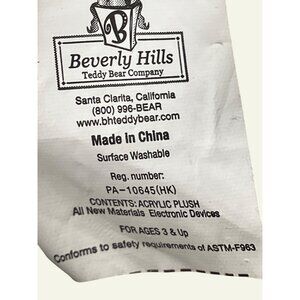 B
Beverly Hills
Teddy Bear Company
Santa Clarita, California
(800) 996-BEAR
www.bhteddybear.com
Made in China
Surface Washable
Reg. number:
PA-10645(HK)
CONTENTS: ACRYLIC PLUSH
All New Materials Electronic Devices
FOR AGES 3 & Up
Conforms to safety requirements of ASTM-F963